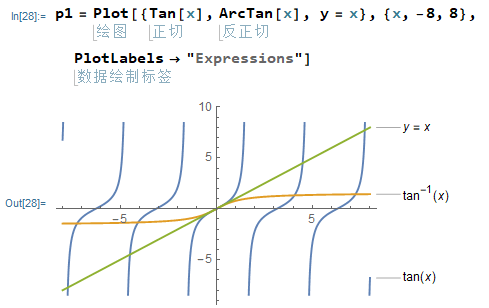 In[28]:= p1 = Plot[{Tan[x], ArcTan[x], y = x}, {x, -8, 8},
绘图 正切 反正切
PlotLabels → "Expressions"]
数据绘制标签
10
y = x
5
Out[28]=
tan⁻¹(x)
-5 5
-5
tan(x)